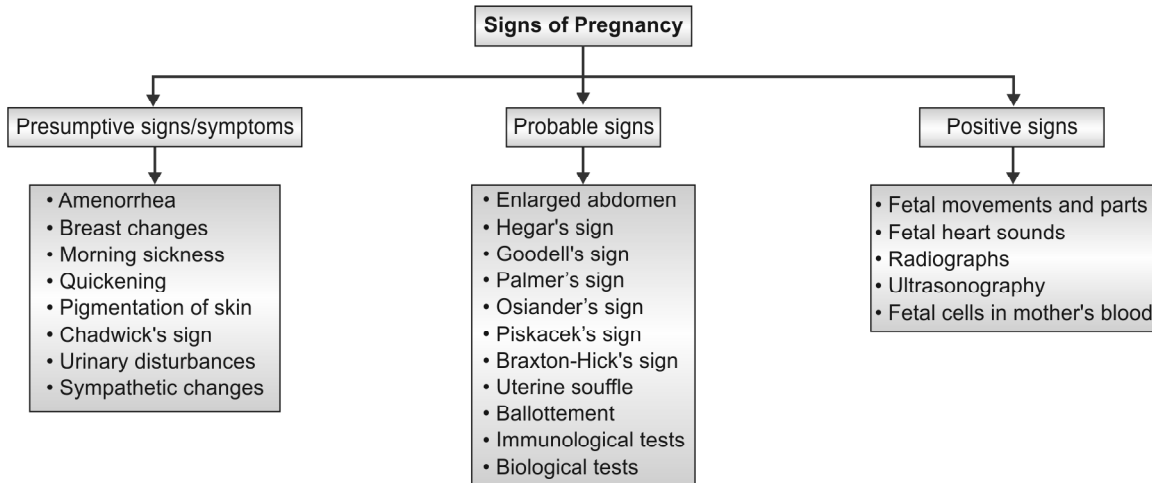 Signs of Pregnancy
Presumptive signs/symptoms
• Amenorrhea
• Breast changes
• Morning sickness
• Quickening
• Pigmentation of skin
• Chadwick's sign
• Urinary disturbances
• Sympathetic changes
Probable signs
• Enlarged abdomen
• Hegar's sign
• Goodell's sign
• Palmer’s sign
• Osiander’s sign
• Piskacek’s sign
• Braxton-Hick's sign
• Uterine souffle
• Ballottement
• Immunological tests
• Biological tests
Positive signs
• Fetal movements and parts
• Fetal heart sounds
• Radiographs
• Ultrasonography
• Fetal cells in mother's blood